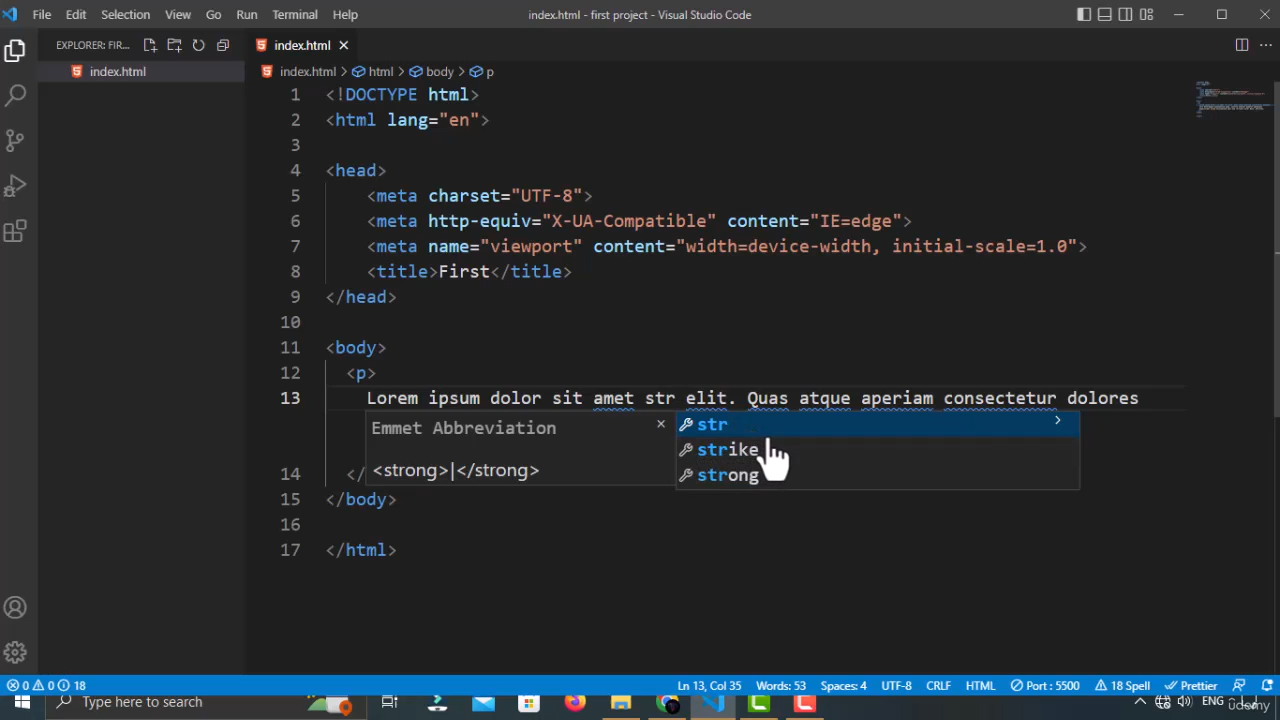 File Edit Selection View Go Run Terminal Help index.html - first project - Visual Studio Code
EXPLORER: FIR...
index.html
index.html
index.html > html > body > p
1 <!DOCTYPE html>
2 <html lang="en">
3
4 <head>
5 <meta charset="UTF-8">
6 <meta http-equiv="X-UA-Compatible" content="IE=edge">
7 <meta name="viewport" content="width=device-width, initial-scale=1.0">
8 <title>First</title>
9 </head>
10
11 <body>
12 <p>
13 Lorem ipsum dolor sit amet str elit. Quas atque aperiam consectetur dolores
Emmet Abbreviation
<strong>|</strong>
str
strike
strong
14 </
15 </body>
16
17 </html>
0 0 18 Ln 13, Col 35 Words: 53 Spaces: 4 UTF-8 CRLF HTML Port : 5500 18 Spell Prettier
Type here to search ENG
ûdemy